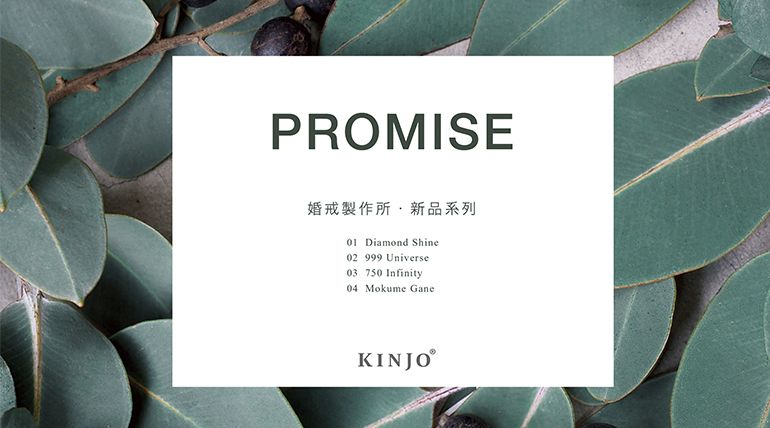 PROMISE
婚戒製作所 · 新品系列
01 Diamond Shine
02 999 Universe
03 750 Infinity
04 Mokume Gane
KINJO®